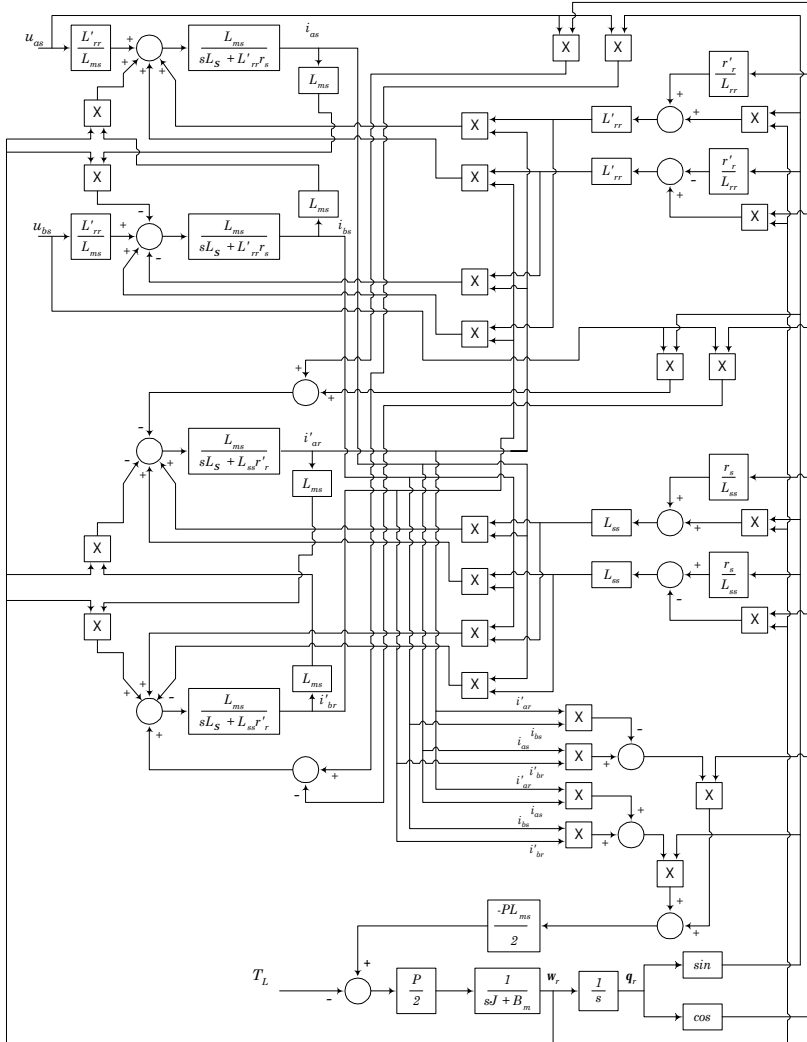 u_as
L'_rr
L_ms
+
+
+
+
L_ms
sL_S + L'_rr r_s
i_as
L_ms
X
X
X
X
L'_rr
+
+
r'_r
L_rr
X
X
X
L'_rr
-
+
r'_r
L_rr
X
L_ms
-
u_bs
L'_rr
L_ms
+
+
-
L_ms
sL_S + L'_rr r_s
i_bs
X
X
X
X
+
+
-
-
+
+
L_ms
sL_S + L_ss r'_r
i'_ar
L_ms
X
X
L_ss
+
+
r_s
L_ss
X
X
L_ss
+
-
r_s
L_ss
X
X
X
X
+
+
-
+
L_ms
sL_S + L_ss r'_r
L_ms
i'_br
+
-
i'_ar
i_bs
X
-
i_as
i'_br
X
+
X
i'_ar
i_as
X
+
i_bs
i'_br
X
+
X
+
+
-PL_ms
2
+
T_L
-
P
2
1
sJ + B_m
w_r
1
s
q_r
sin
cos